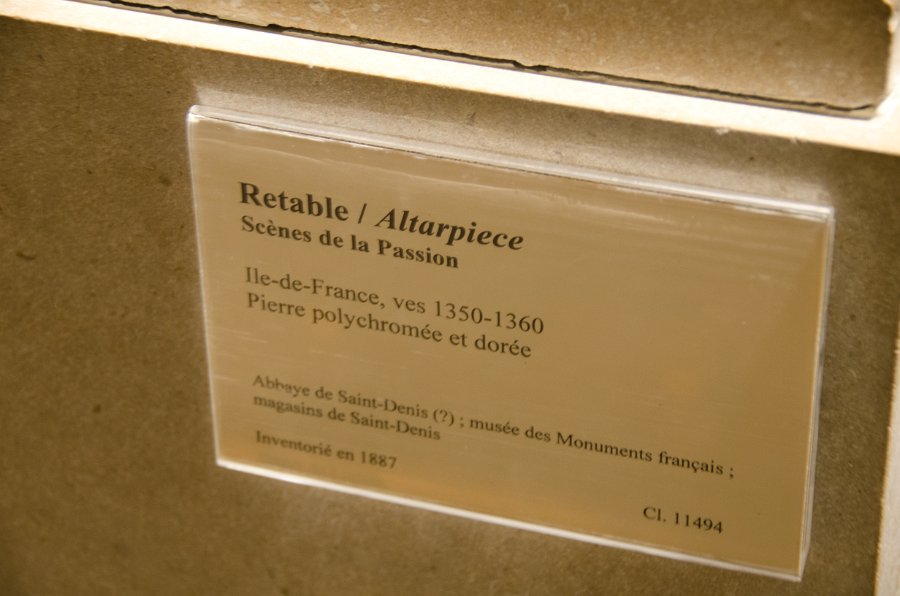 Retable / Altarpiece
Scènes de la Passion
Ile-de-France, ves 1350-1360
Pierre polychromée et dorée
Abbaye de Saint-Denis (?) ; musée des Monuments français ;
magasins de Saint-Denis
Inventorié en 1887
Cl. 11494